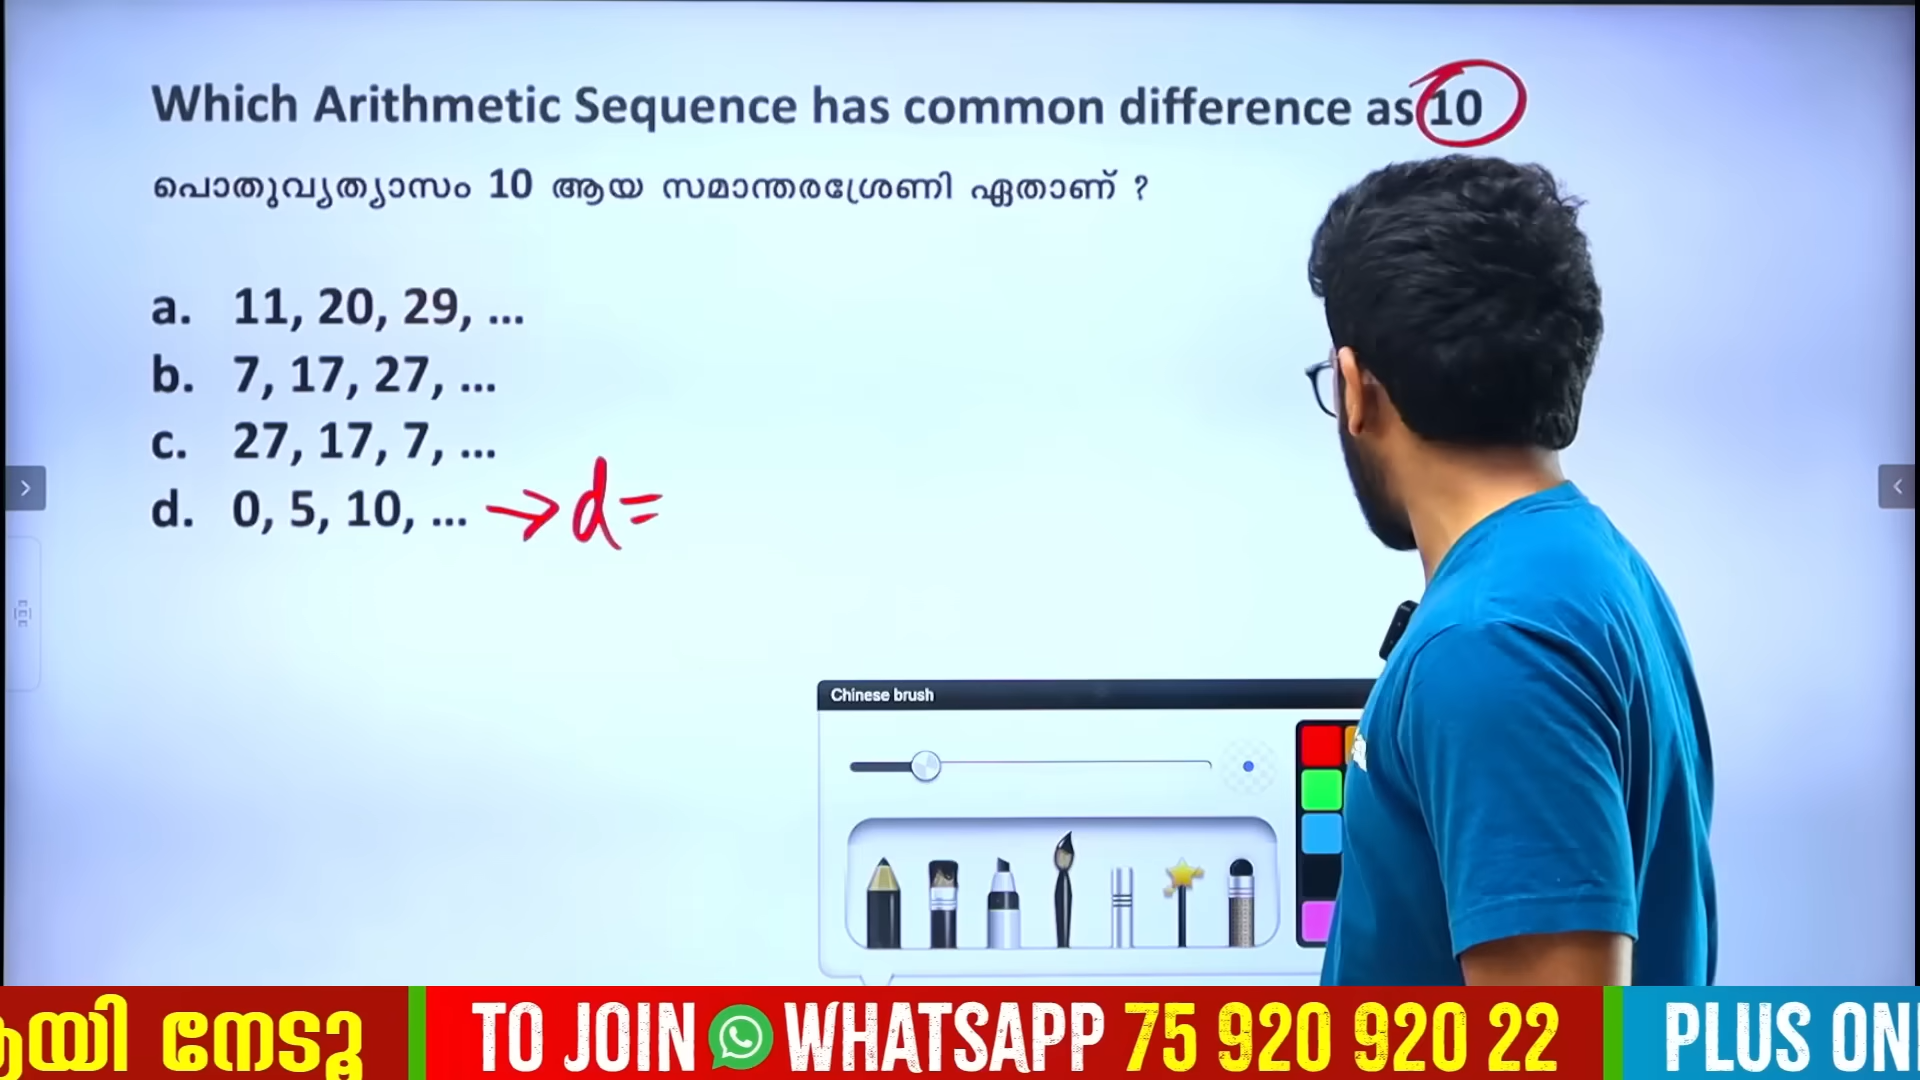 Which Arithmetic Sequence has common difference as 10
പൊതുവ്യത്യാസം 10 ആയ സമാന്തരശ്രേണി ഏതാണ് ?
a. 11, 20, 29, ...
b. 7, 17, 27, ...
c. 27, 17, 7, ...
d. 0, 5, 10, ... → d =
Chinese brush
യി നേടൂ TO JOIN WHATSAPP 75 920 920 22 PLUS ON